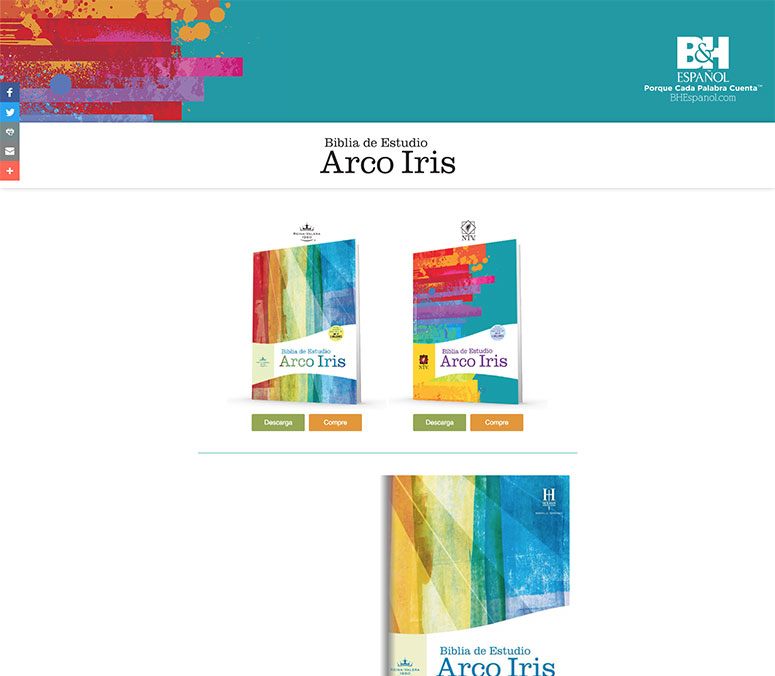 B&H
ESPAÑOL
Porque Cada Palabra Cuenta™
BHEspanol.com
Biblia de Estudio
Arco Iris
REINA-VALERA
1960
NTV
Biblia de Estudio
Arco Iris
NTV
Biblia de Estudio
Arco Iris
Descarga
Compre
Descarga
Compre
REINA-VALERA
1960
Biblia de Estudio
Arco Iris